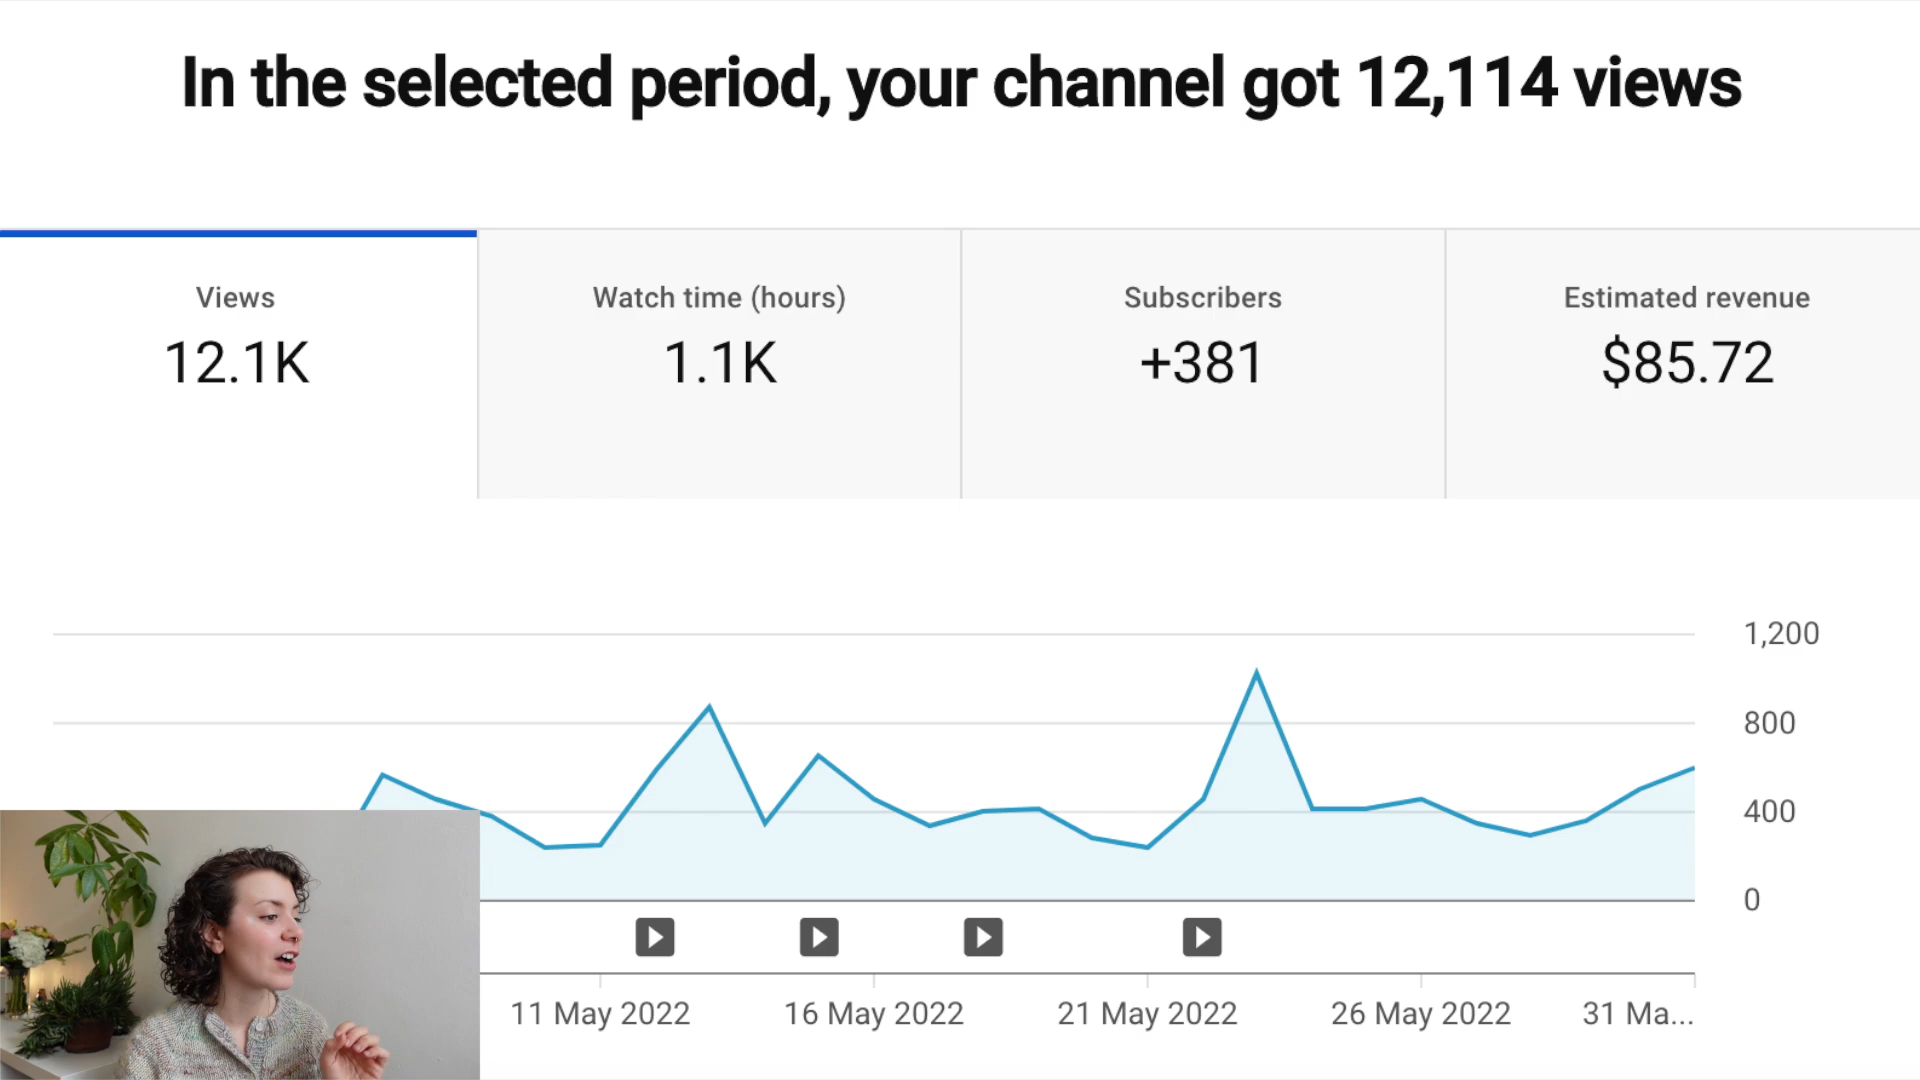 In the selected period, your channel got 12,114 views
Views
12.1K
Watch time (hours)
1.1K
Subscribers
+381
Estimated revenue
$85.72
1,200
800
400
0
11 May 2022
16 May 2022
21 May 2022
26 May 2022
31 Ma...